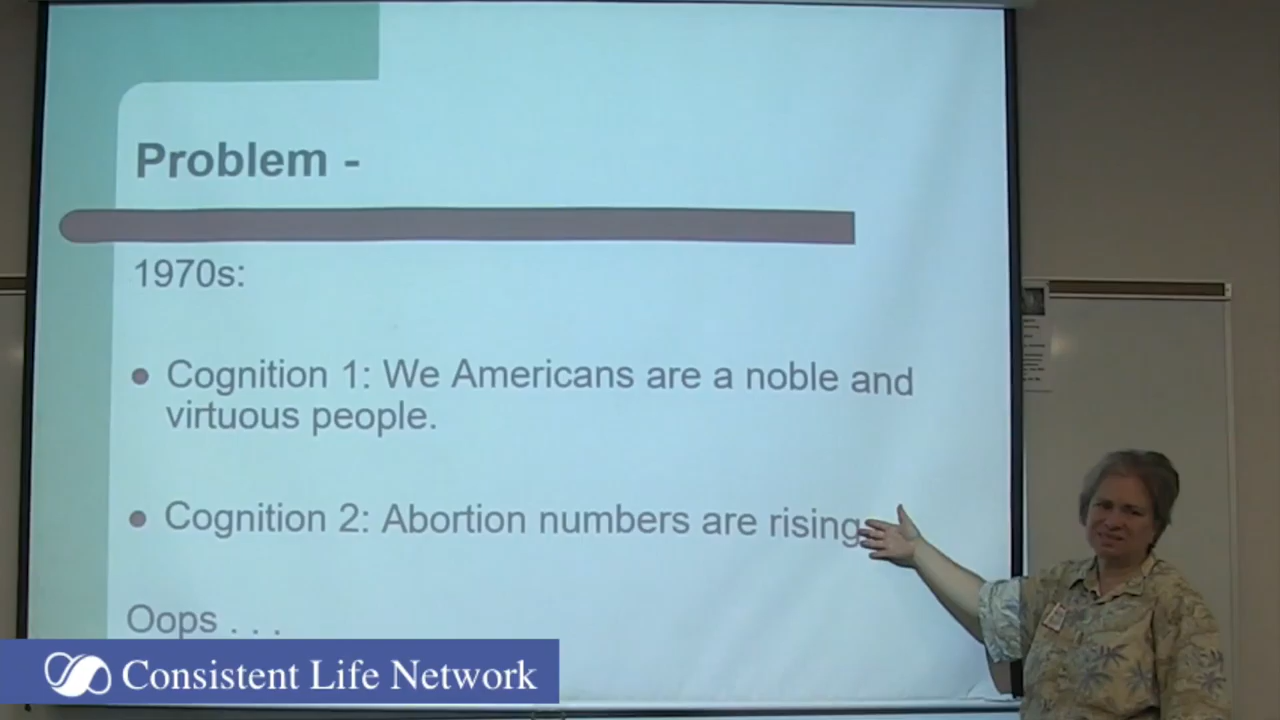 Problem -
1970s:
• Cognition 1: We Americans are a noble and
virtuous people.
• Cognition 2: Abortion numbers are rising
Oops . . .
Consistent Life Network